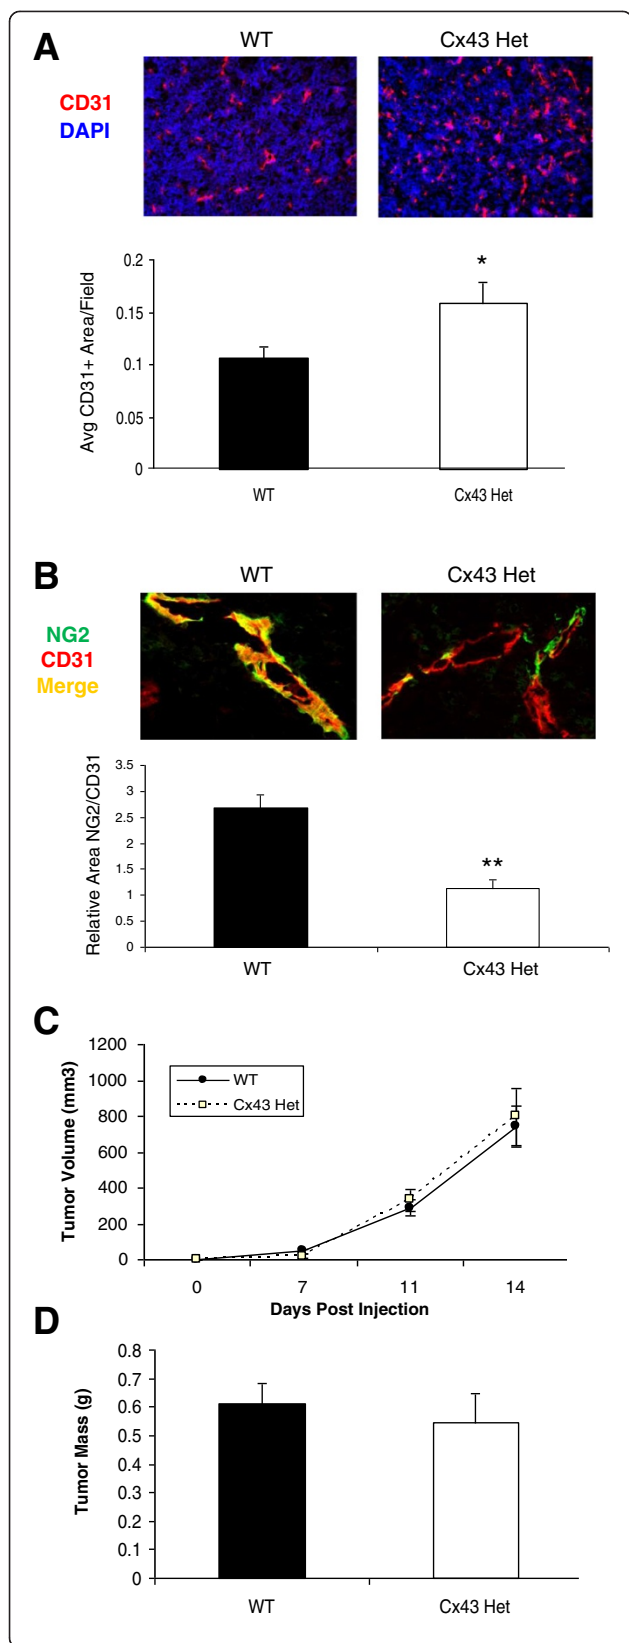 A
WT
Cx43 Het
CD31
DAPI
Avg CD31+ Area/Field
0.2
0.15
0.1
0.05
0
*
WT
Cx43 Het
B
WT
Cx43 Het
NG2
CD31
Merge
Relative Area NG2/CD31
3.5
3
2.5
2
1.5
1
0.5
0
**
WT
Cx43 Het
C
Tumor Volume (mm3)
1200
1000
800
600
400
200
0
WT
Cx43 Het
0
7
11
14
Days Post Injection
D
Tumor Mass (g)
0.8
0.7
0.6
0.5
0.4
0.3
0.2
0.1
0
WT
Cx43 Het